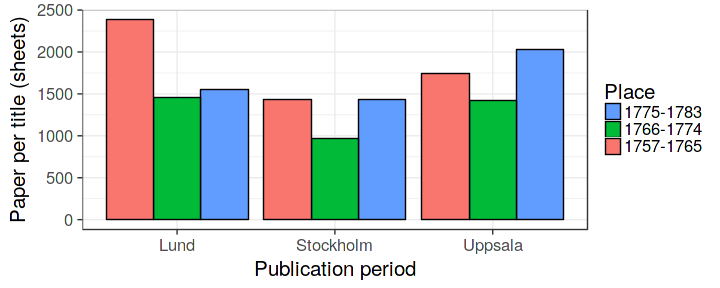 Paper per title (sheets)
2500
2000
1500
1000
500
0
Lund
Stockholm
Uppsala
Publication period
Place
1775-1783
1766-1774
1757-1765